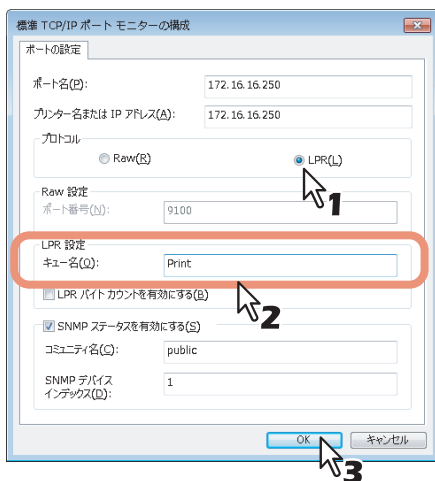 標準 TCP/IP ポート モニターの構成
ポートの設定
ポート名(P): 172.16.16.250
プリンター名または IP アドレス(A): 172.16.16.250
プロトコル
Raw(R) LPR(L)
1
Raw 設定
ポート番号(N): 9100
LPR 設定
キュー名(Q): Print
LPR バイト カウントを有効にする(B)
2
SNMP ステータスを有効にする(S)
コミュニティ名(C): public
SNMP デバイス
インデックス(D): 1
OK キャンセル
3